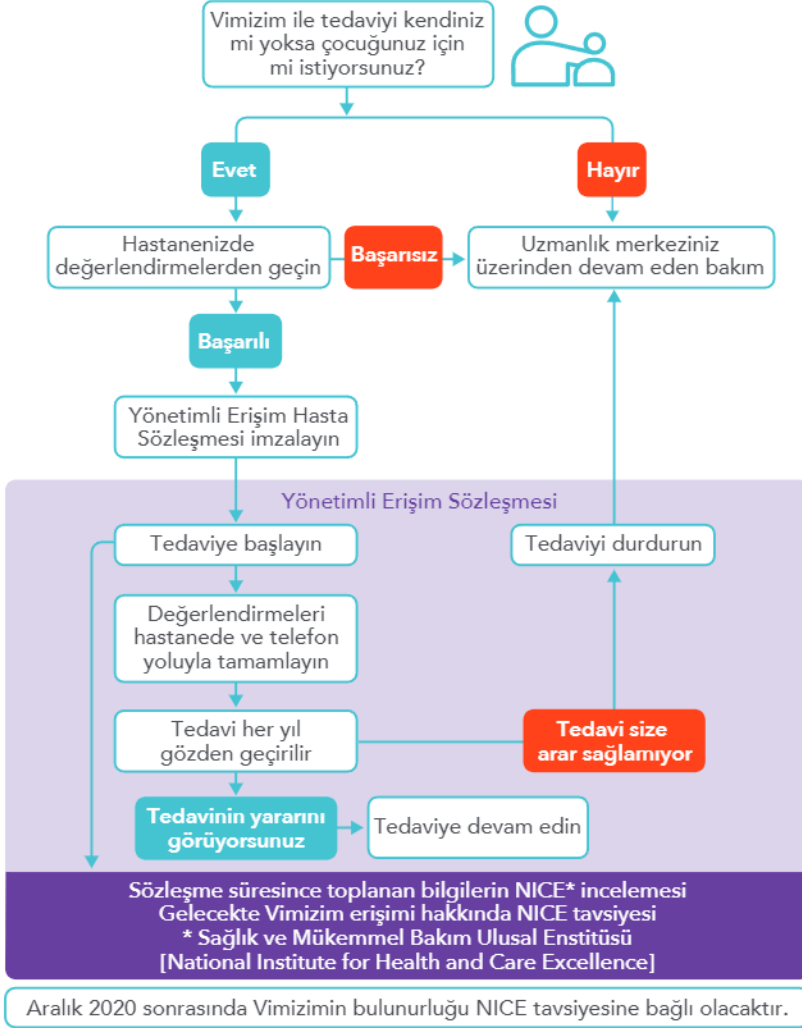 Vimizim ile tedaviyi kendiniz
mi yoksa çocuğunuz için
mi istiyorsunuz?
Evet
Hayır
Hastanenizde
değerlendirmelerden geçin
Başarısız
Uzmanlık merkeziniz
üzerinden devam eden bakım
Başarılı
Yönetimli Erişim Hasta
Sözleşmesi imzalayın
Yönetimli Erişim Sözleşmesi
Tedaviye başlayın
Tedaviyi durdurun
Değerlendirmeleri
hastanede ve telefon
yoluyla tamamlayın
Tedavi her yıl
gözden geçirilir
Tedavi size
arar sağlamıyor
Tedavinin yararını
görüyorsunuz
Tedaviye devam edin
Sözleşme süresince toplanan bilgilerin NICE* incelemesi
Gelecekte Vimizim erişimi hakkında NICE tavsiyesi
* Sağlık ve Mükemmel Bakım Ulusal Enstitüsü
[National Institute for Health and Care Excellence]
Aralık 2020 sonrasında Vimizimin bulunurluğu NICE tavsiyesine bağlı olacaktır.